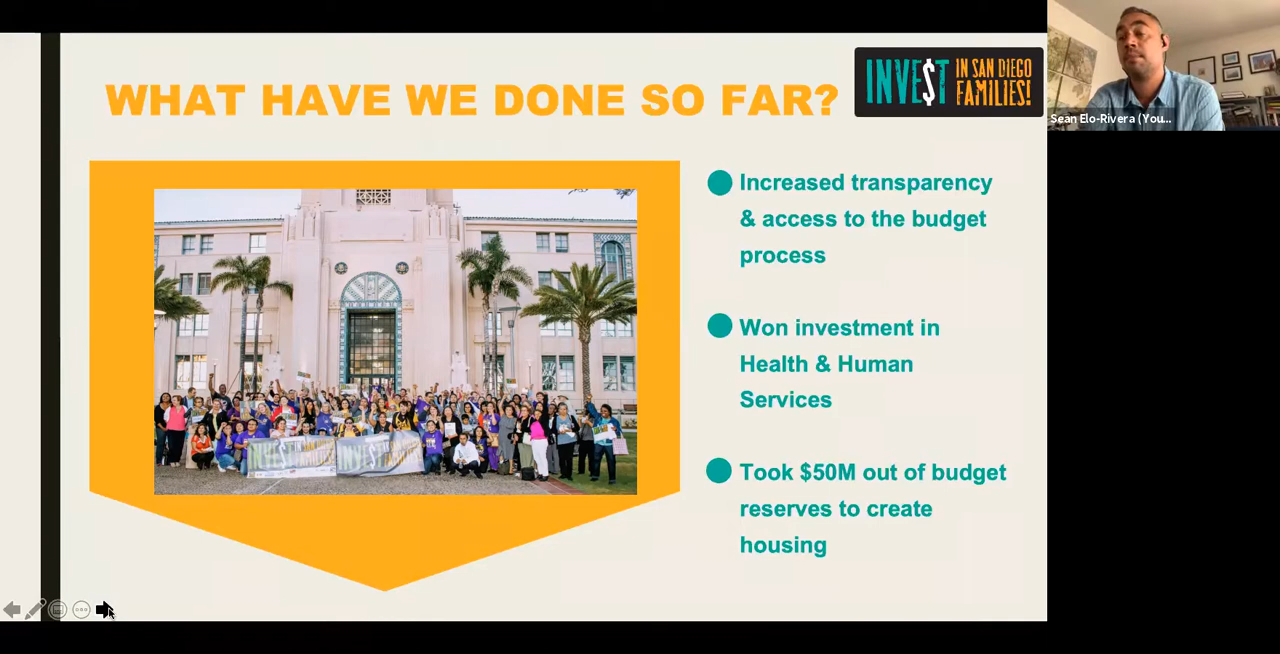 WHAT HAVE WE DONE SO FAR?
INVE$T
IN SAN DIEGO
FAMILIES!
Sean Elo-Rivera (You...
Increased transparency
& access to the budget
process
Won investment in
Health & Human
Services
Took $50M out of budget
reserves to create
housing